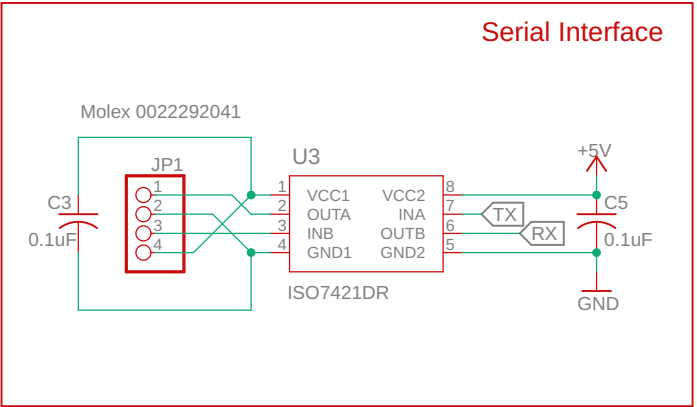 Serial Interface
Molex 0022292041
JP1
1
2
3
4
C3
0.1uF
U3
1 VCC1 VCC2 8
2 OUTA INA 7 TX
3 INB OUTB 6 RX
4 GND1 GND2 5
ISO7421DR
+5V
C5
0.1uF
GND